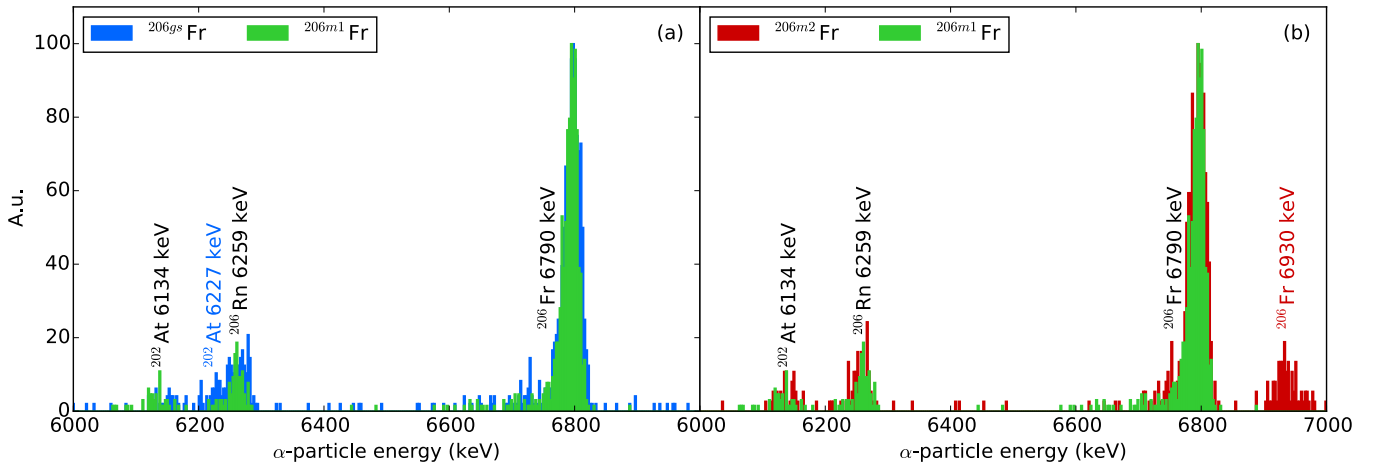 206gs Fr 206m1 Fr (a)
206m2 Fr 206m1 Fr (b)
100
80
60
40
20
0
A.u.
202 At 6134 keV
202 At 6227 keV
206 Rn 6259 keV
206 Fr 6790 keV
202 At 6134 keV
206 Rn 6259 keV
206 Fr 6790 keV
206 Fr 6930 keV
6000 6200 6400 6600 6800 6000 6200 6400 6600 6800 7000
α-particle energy (keV) α-particle energy (keV)